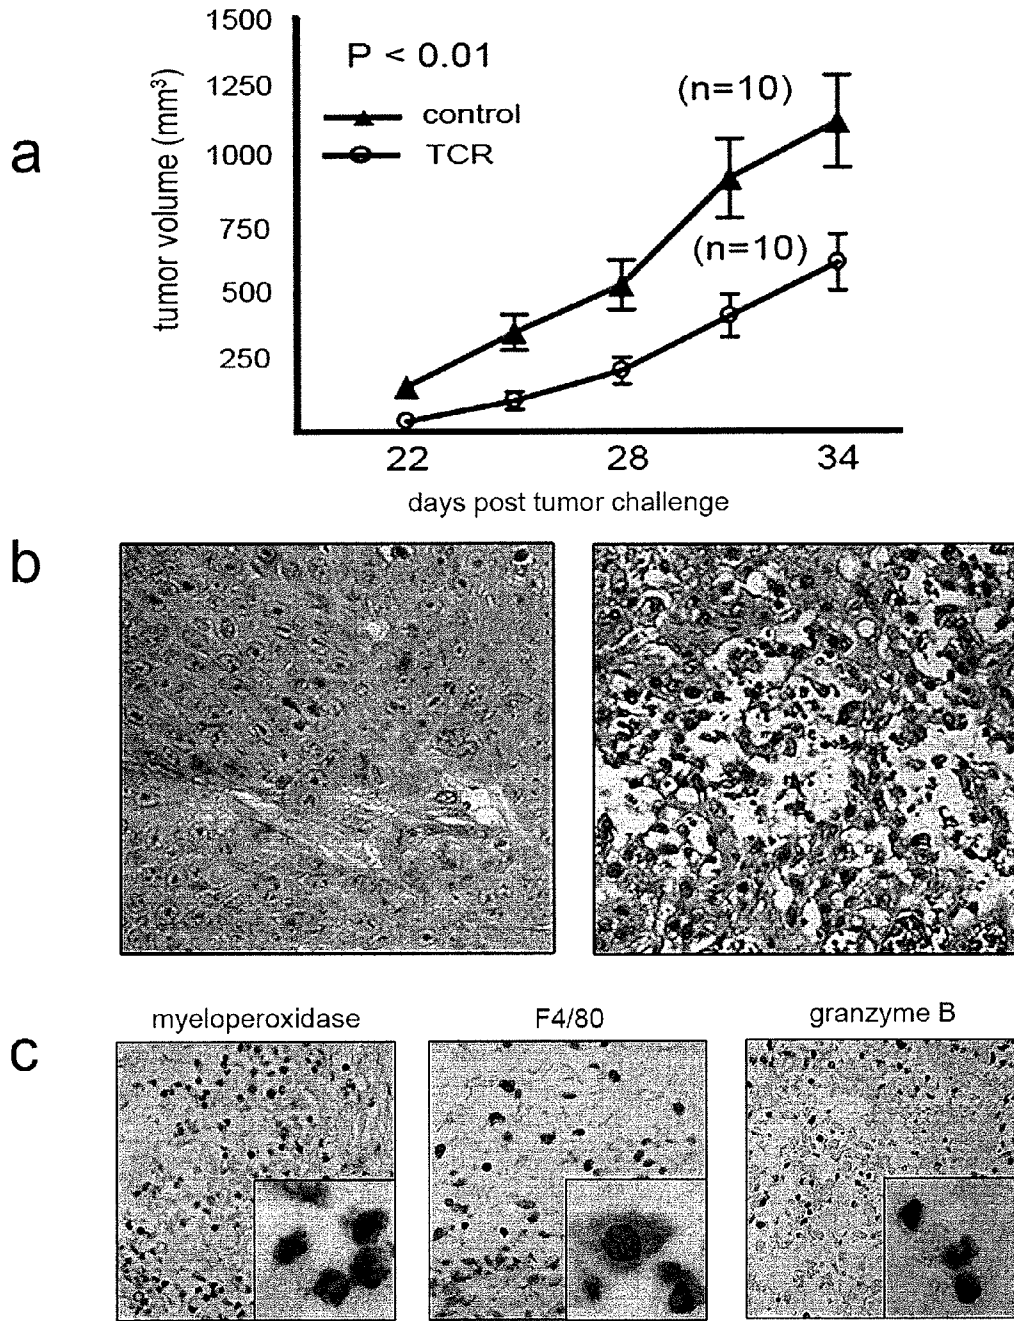 a
tumor volume (mm³)
1500
1250
1000
750
500
250
P < 0.01
control
TCR
(n=10)
(n=10)
22 28 34
days post tumor challenge
b
c
myeloperoxidase F4/80 granzyme B